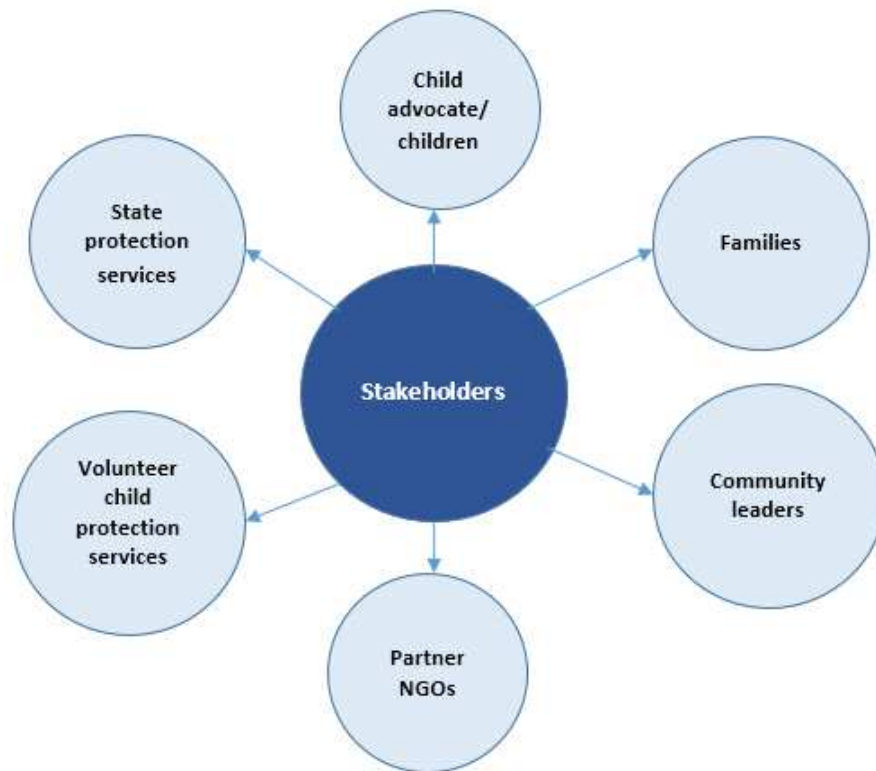 Child
advocate/
children
State
protection
services
Families
Stakeholders
Volunteer
child
protection
services
Community
leaders
Partner
NGOs